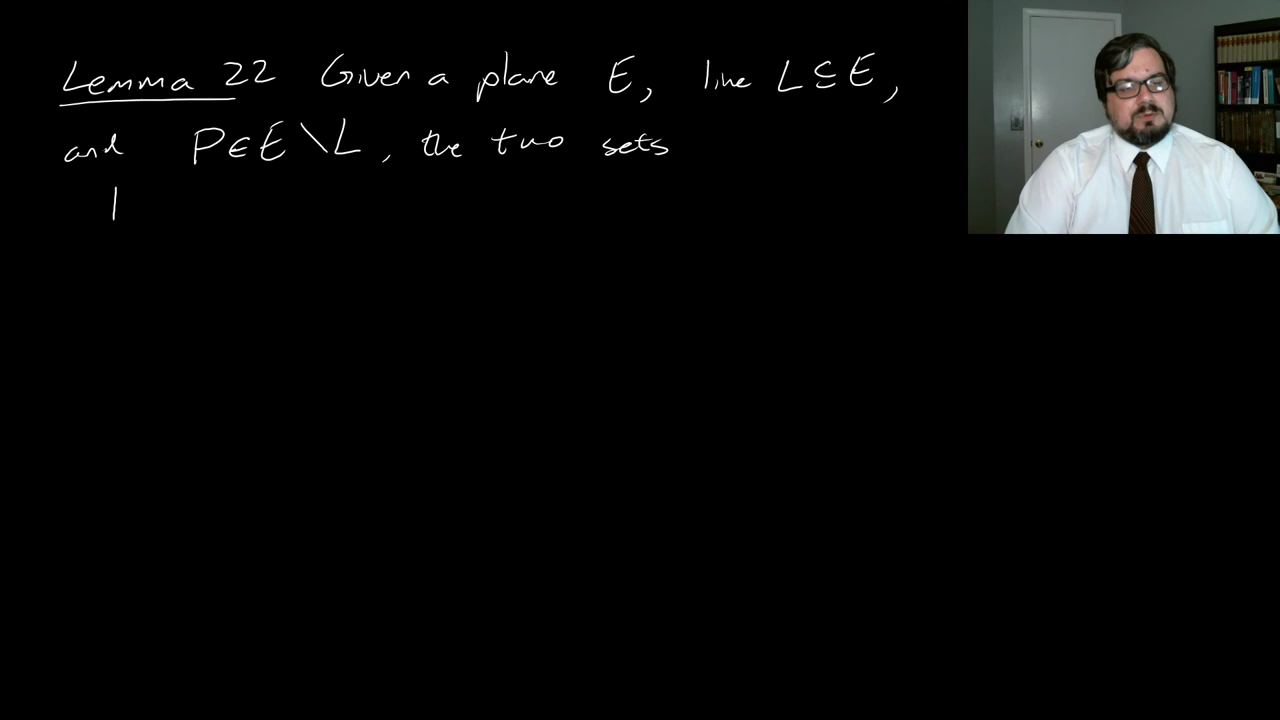 Lemma 22 Given a plane E, line L ⊆ E,
and P ∈ E \ L, the two sets